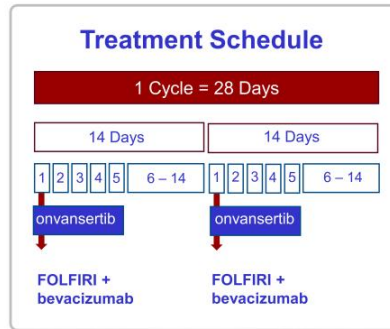 Treatment Schedule
1 Cycle = 28 Days
14 Days 14 Days
1 2 3 4 5 6 – 14 1 2 3 4 5 6 – 14
onvansertib onvansertib
FOLFIRI + FOLFIRI +
bevacizumab bevacizumab